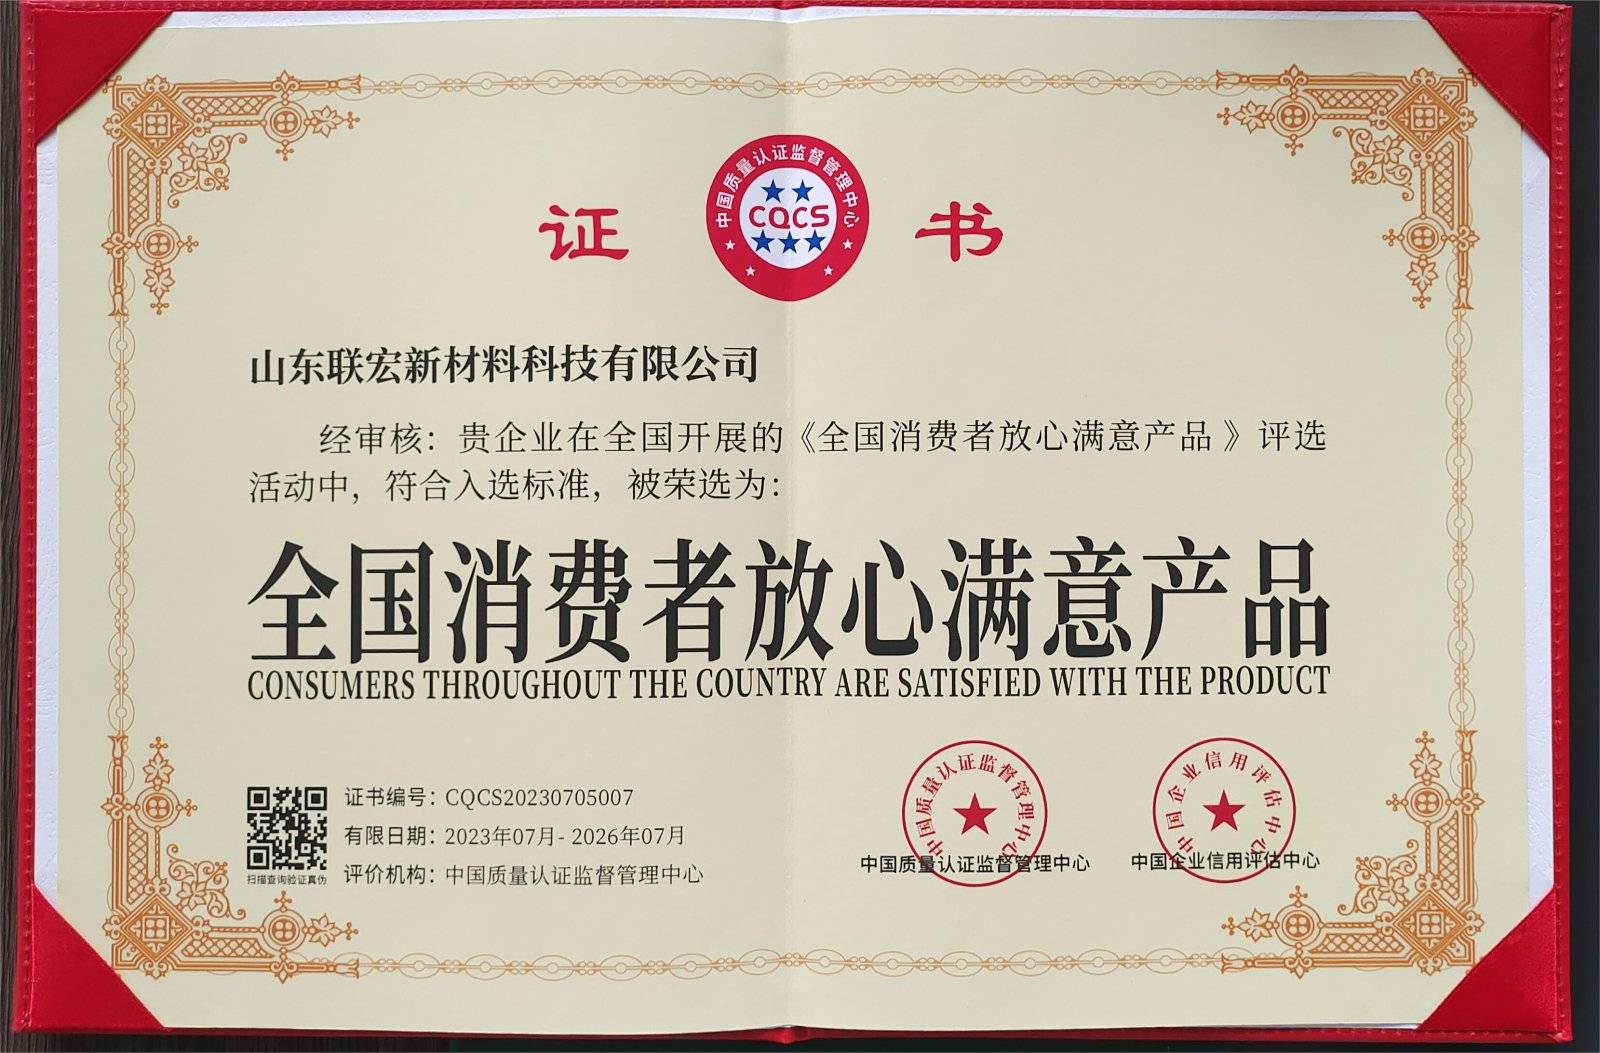 中国质量认证监督管理中心
CQCS
证书
山东联宏新材料科技有限公司
经审核：贵企业在全国开展的《全国消费者放心满意产品》评选
活动中，符合入选标准，被荣选为：
全国消费者放心满意产品
CONSUMERS THROUGHOUT THE COUNTRY ARE SATISFIED WITH THE PRODUCT
证书编号：CQCS20230705007
有限日期：2023年07月- 2026年07月
评价机构：中国质量认证监督管理中心
扫描查询验证真伪
中国质量认证监督管理中心
中国质量认证监督管理中心
中国企业信用评估中心
中国企业信用评估中心